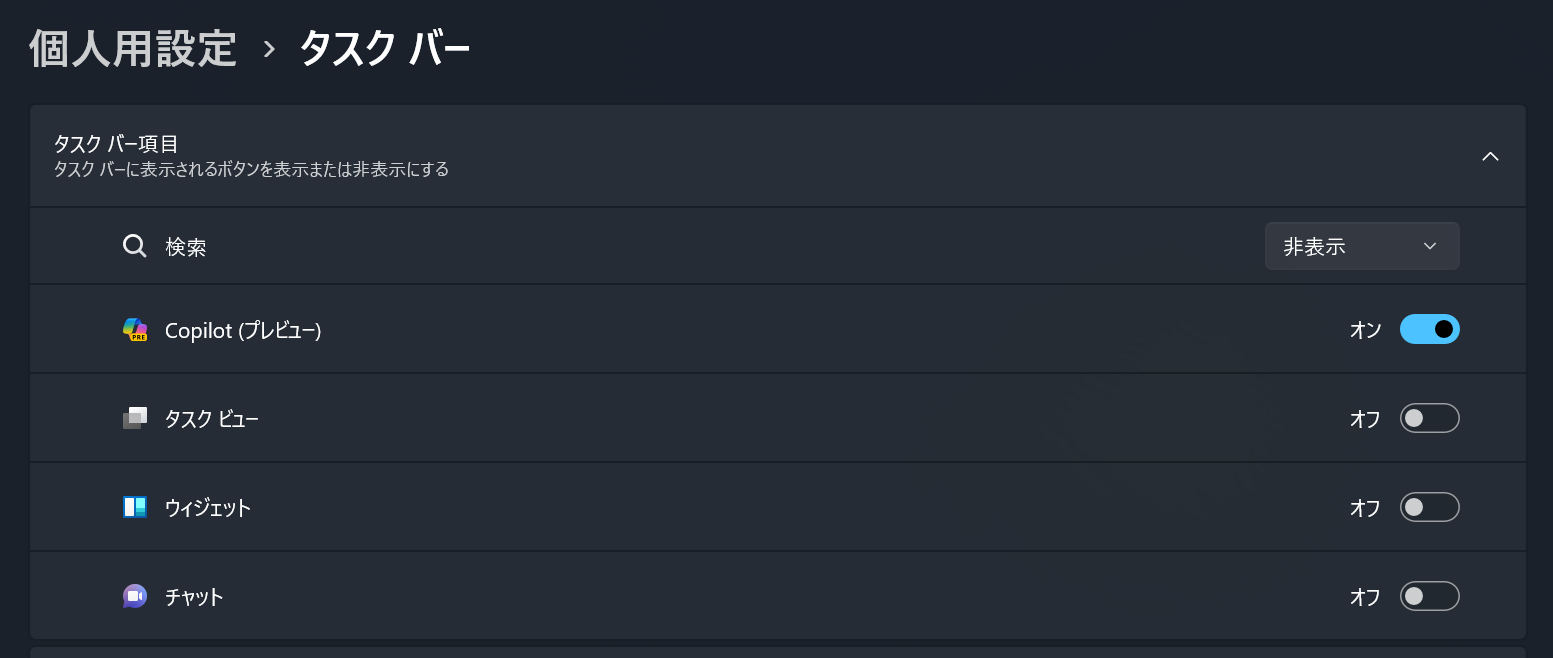 個人用設定 › タスク バー
タスク バー項目
タスク バーに表示されるボタンを表示または非表示にする
検索 非表示
PRE Copilot (プレビュー) オン
タスク ビュー オフ
ウィジェット オフ
チャット オフ